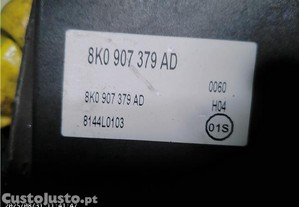 8K0 907 379 AD
0060
8K0 907 379 AD
H04
8144L0103
01S
CustoJusto.pt